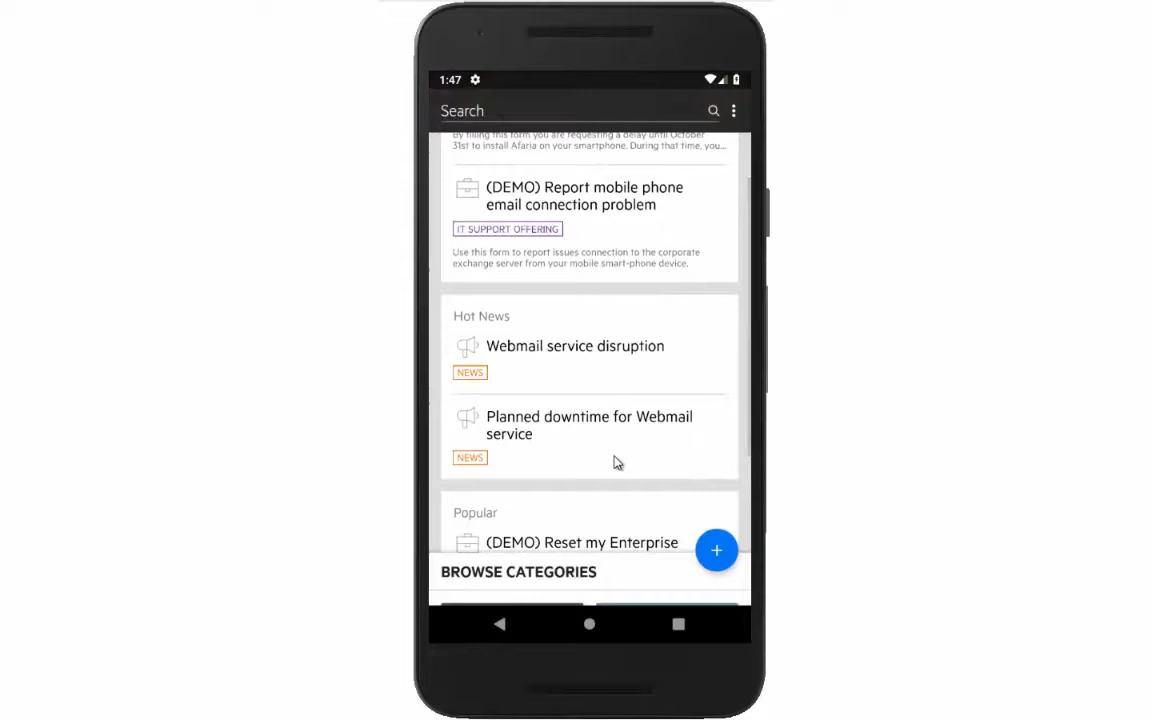 1:47
Search
By filling this form you are requesting a delay until October
31st to install Afaria on your smartphone. During that time, you...
(DEMO) Report mobile phone
email connection problem
IT SUPPORT OFFERING
Use this form to report issues connection to the corporate
exchange server from your mobile smart-phone device.
Hot News
Webmail service disruption
NEWS
Planned downtime for Webmail
service
NEWS
Popular
(DEMO) Reset my Enterprise
BROWSE CATEGORIES